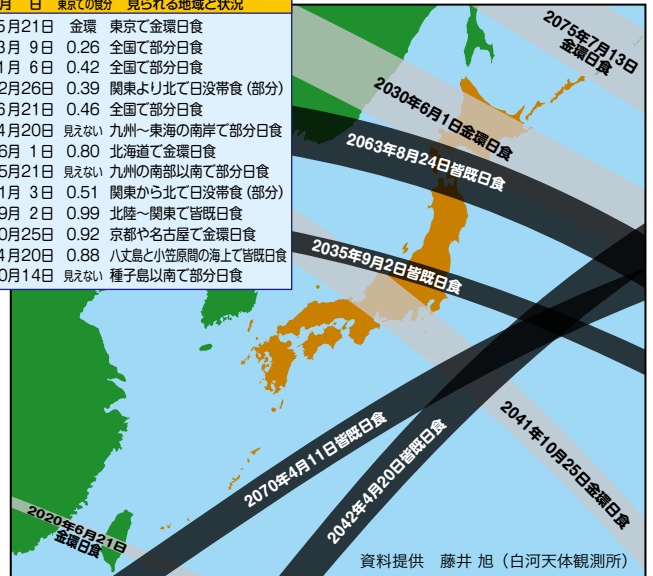 月 日 東京での食分 見られる地域と状況
5月21日 金環 東京で金環日食
3月 9日 0.26 全国で部分日食
1月 6日 0.42 全国で部分日食
2月26日 0.39 関東より北で日没帯食(部分)
6月21日 0.46 全国で部分日食
4月20日 見えない 九州～東海の南岸で部分日食
6月 1日 0.80 北海道で金環日食
5月21日 見えない 九州の南部以南で部分日食
1月 3日 0.51 関東から北で日没帯食(部分)
9月 2日 0.99 北陸～関東で皆既日食
0月25日 0.92 京都や名古屋で金環日食
4月20日 0.88 八丈島と小笠原間の海上で皆既日食
0月14日 見えない 種子島以南で部分日食
2075年7月13日
金環日食
2030年6月1日金環日食
2063年8月24日皆既日食
2035年9月2日皆既日食
2041年10月25日金環日食
2070年4月11日皆既日食
2042年4月20日皆既日食
2020年6月21日
金環日食
資料提供 藤井 旭(白河天体観測所)